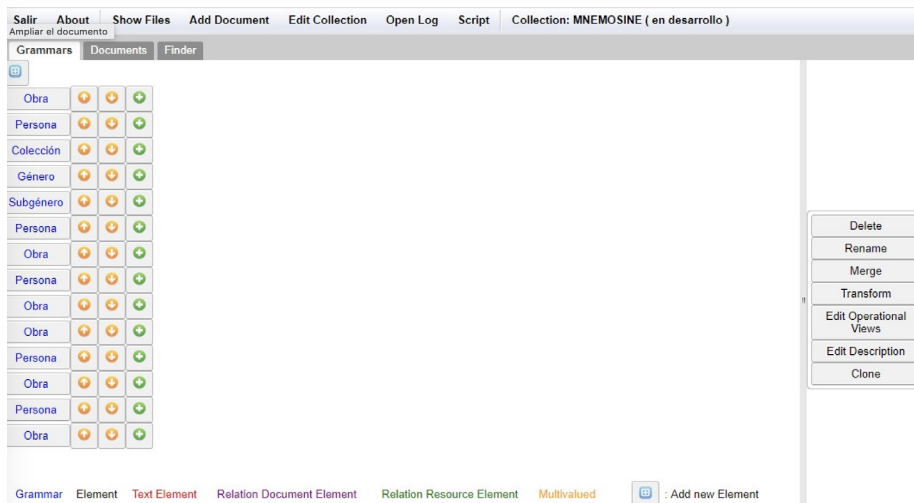 Salir About Show Files Add Document Edit Collection Open Log Script Collection: MNEMOSINE ( en desarrollo )
Ampliar el documento
Grammars Documents Finder
Obra
Persona
Colección
Género
Subgénero
Persona
Obra
Persona
Obra
Obra
Persona
Obra
Persona
Obra
Delete
Rename
Merge
Transform
Edit Operational
Views
Edit Description
Clone
Grammar Element Text Element Relation Document Element Relation Resource Element Multivalued : Add new Element